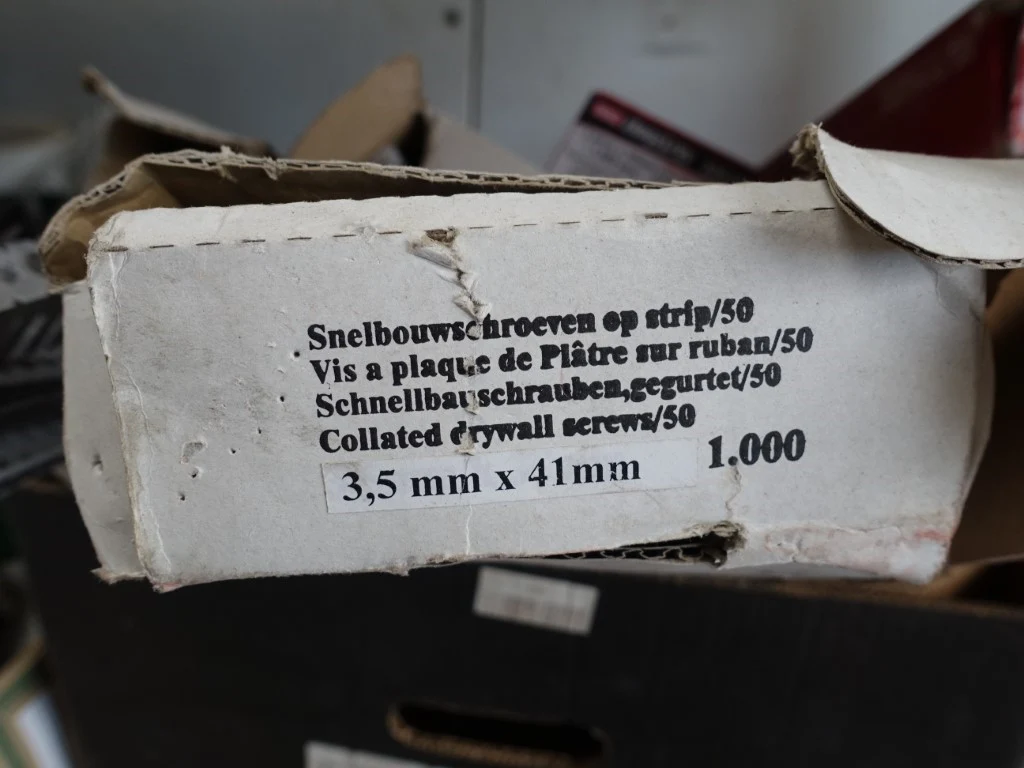 Snelbouwschroeven op strip/50
Vis a plaque de Plâtre sur ruban/50
Schnellbauschrauben,gegurtet/50
Collated drywall screws/50
3,5 mm x 41mm
1.000